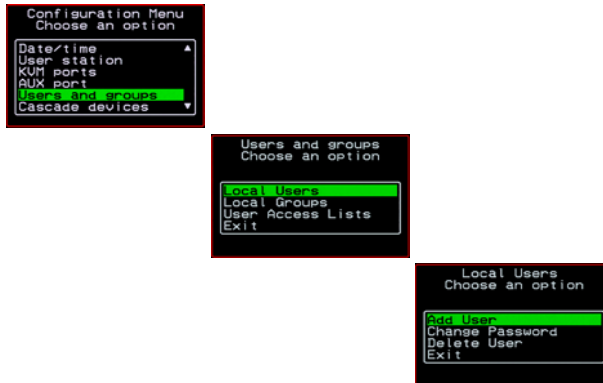 Configuration Menu
Choose an option
Date/time
User station
KVM ports
AUX port
Users and groups
Cascade devices
Users and groups
Choose an option
Local Users
Local Groups
User Access Lists
Exit
Local Users
Choose an option
Add User
Change Password
Delete User
Exit